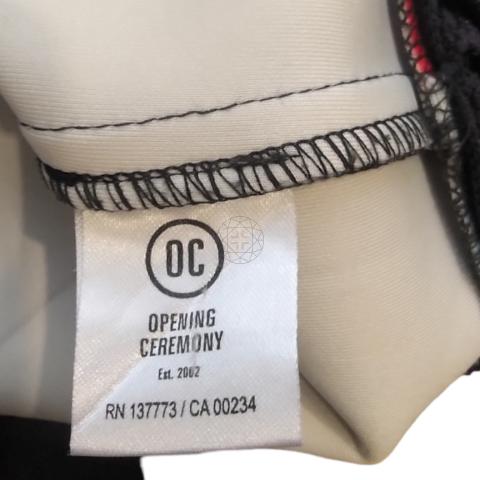 OC
OPENING
CEREMONY
Est. 2002
RN 137773 / CA 00234